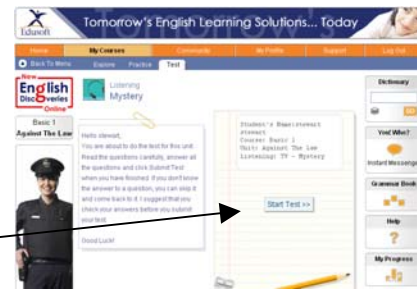 Edusoft
Tomorrow's English Learning Solutions... Today
Home
My Courses
Community
My Profile
Support
Log Out
Back To Menu
Explore
Practice
Test
New
English
Discoveries
Online
Listening
Mystery
Basic 1
Against The Law
Hello stewart,
You are about to do the test for this unit.
Read the questions carefully, answer all
the questions and click Submit Test
when you have finished. If you don't know
the answer to a question, you can skip it
and come back to it. I suggest that you
check your answers before you submit
your test.
Good Luck!
Student's Name:stewart
stewart
Course: Basic 1
Unit: Against The Law
Listening: TV - Mystery
Start Test >>
Dictionary
GO
Yes! Who?
Instant Messenger
Grammar Book
Help
?
My Progress